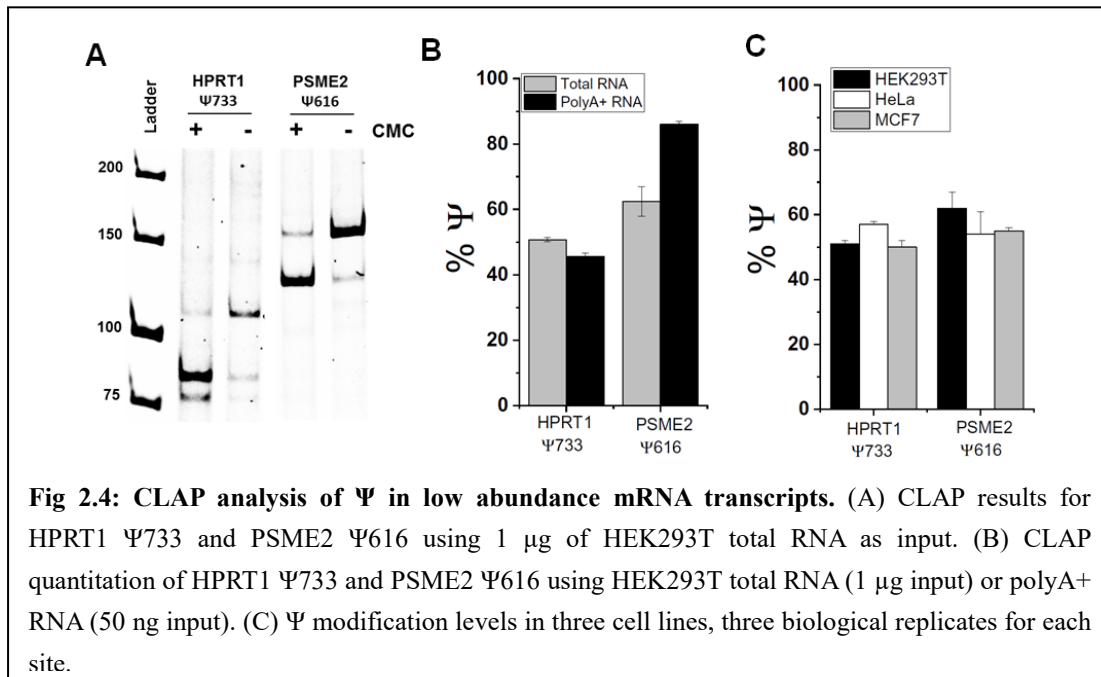 A
HPRT1
Ψ733
PSME2
Ψ616
Ladder
+ - + - CMC
200
150
100
75
B
Total RNA
PolyA+ RNA
100
80
60
40
20
0
% Ψ
HPRT1
Ψ733
PSME2
Ψ616
C
HEK293T
HeLa
MCF7
100
80
60
40
20
0
% Ψ
HPRT1
Ψ733
PSME2
Ψ616
Fig 2.4: CLAP analysis of Ψ in low abundance mRNA transcripts. (A) CLAP results for
HPRT1 Ψ733 and PSME2 Ψ616 using 1 µg of HEK293T total RNA as input. (B) CLAP
quantitation of HPRT1 Ψ733 and PSME2 Ψ616 using HEK293T total RNA (1 µg input) or polyA+
RNA (50 ng input). (C) Ψ modification levels in three cell lines, three biological replicates for each
site.